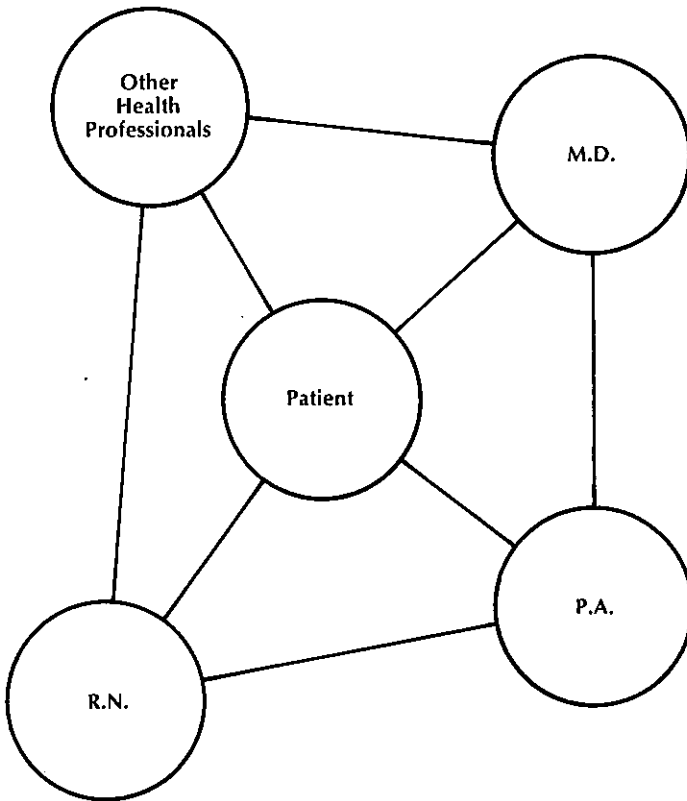 Other
Health
Professionals
M.D.
Patient
P.A.
R.N.